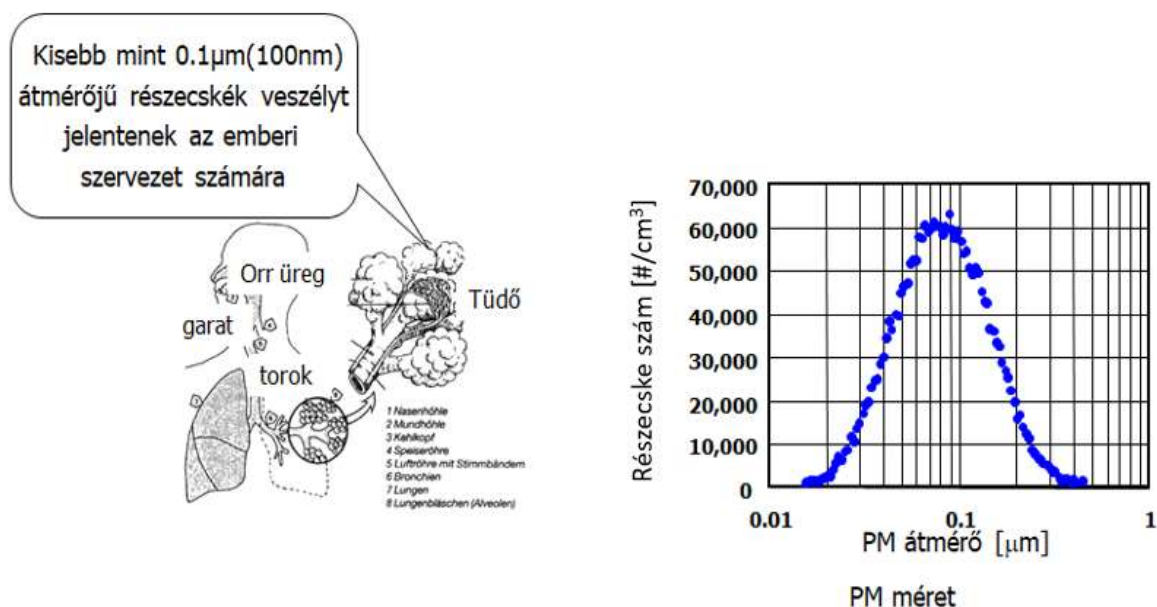 Kisebb mint 0.1µm(100nm)
átmérőjű részecskék veszélyt
jelentenek az emberi
szervezet számára
Orr üreg
garat
torok
Tüdő
1 Nasenhöhle
2 Mundhöhle
3 Kehlkopf
4 Speiseröhre
5 Luftröhre mit Stimmbändern
6 Bronchien
7 Lungen
8 Lungenbläschen (Alveolen)
Részecske szám [#/cm³]
70,000
60,000
50,000
40,000
30,000
20,000
10,000
0
0.01
0.1
1
PM átmérő [µm]
PM méret